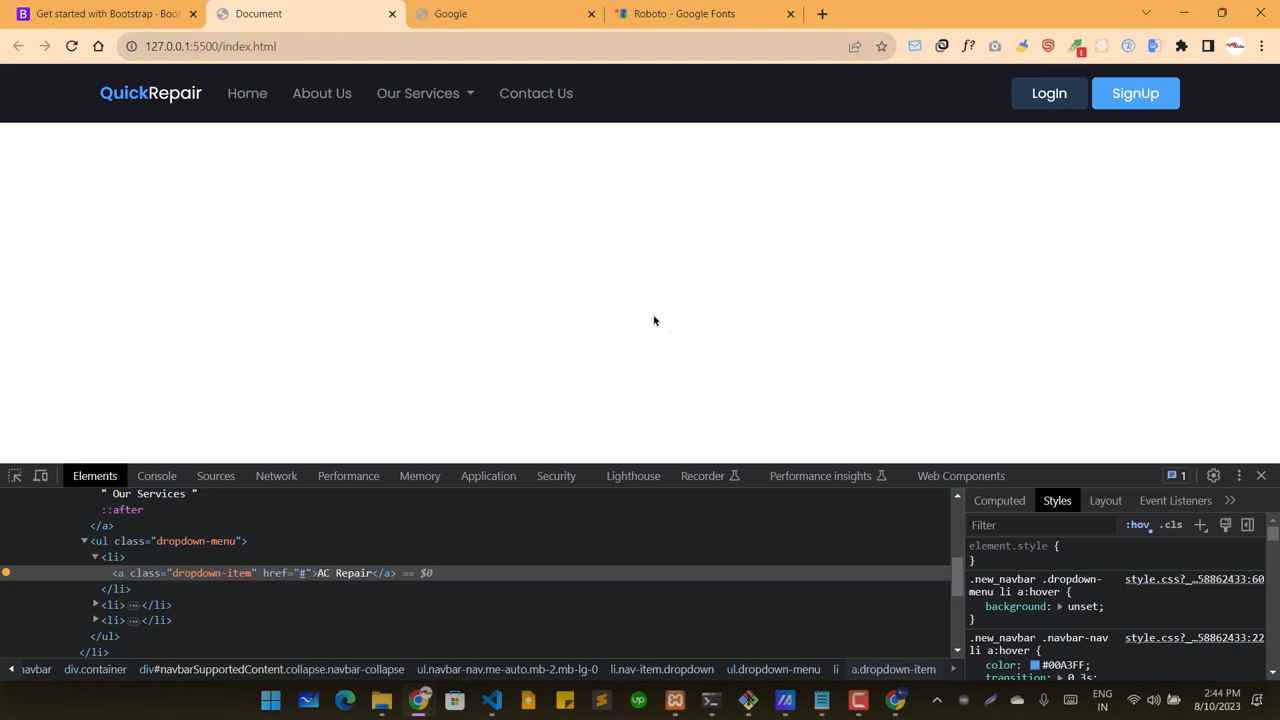 Get started with Bootstrap · Boot
Document
Google
Roboto - Google Fonts
127.0.0.1:5500/index.html
QuickRepair
Home
About Us
Our Services
Contact Us
LogIn
SignUp
Elements
Console
Sources
Network
Performance
Memory
Application
Security
Lighthouse
Recorder
Performance insights
Web Components
1
" Our Services "
::after
</a>
<ul class="dropdown-menu">
<li>
<a class="dropdown-item" href="#">AC Repair</a> == $0
</li>
<li> … </li>
<li> … </li>
</ul>
</li>
avbar div.container div#navbarSupportedContent.collapse.navbar-collapse ul.navbar-nav.me-auto.mb-2.mb-lg-0 li.nav-item.dropdown ul.dropdown-menu li a.dropdown-item
Computed
Styles
Layout
Event Listeners
Filter
:hov .cls
element.style {
}
.new_navbar .dropdown- style.css?_…58862433:60
menu li a:hover {
background: unset;
}
.new_navbar .navbar-nav style.css?_…58862433:22
li a:hover {
color: #00A3FF;
transition: 0.3s;
ENG
IN
2:44 PM
8/10/2023